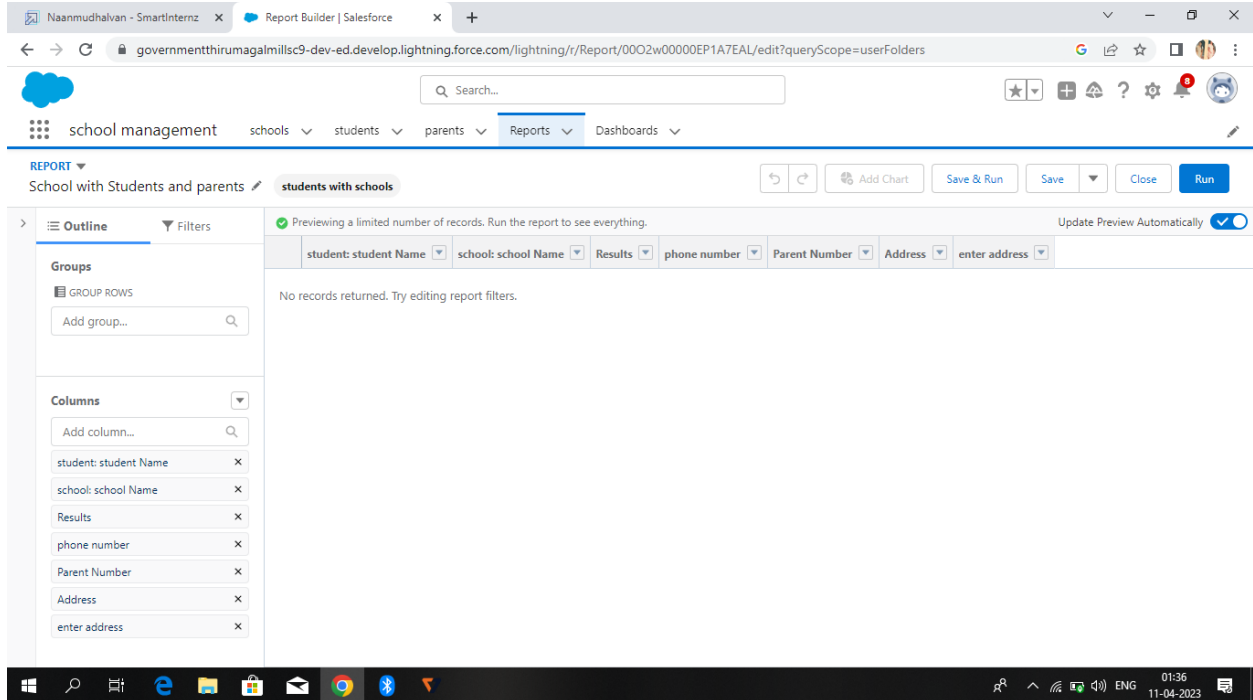 Naanmudhalvan - SmartInternz
Report Builder | Salesforce
governmentthirumagalmillsc9-dev-ed.develop.lightning.force.com/lightning/r/Report/00O2w00000EP1A7EAL/edit?queryScope=userFolders
Search...
8
school management schools students parents Reports Dashboards
REPORT
School with Students and parents students with schools
Add Chart Save & Run Save Close Run
Outline Filters
Previewing a limited number of records. Run the report to see everything.
Update Preview Automatically
student: student Name school: school Name Results phone number Parent Number Address enter address
No records returned. Try editing report filters.
Groups
GROUP ROWS
Add group...
Columns
Add column...
student: student Name
school: school Name
Results
phone number
Parent Number
Address
enter address
ENG
01:36
11-04-2023